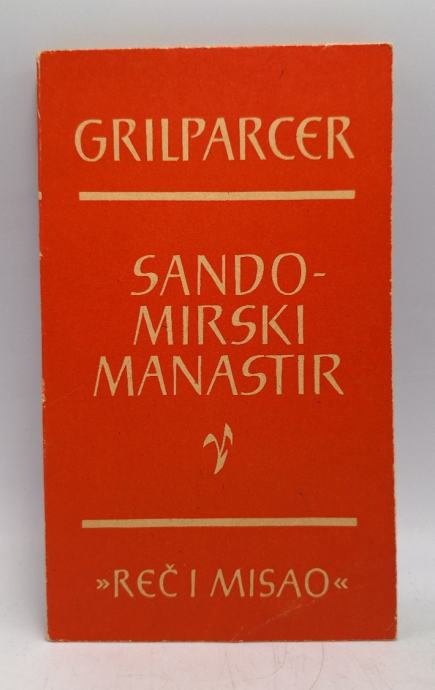 GRILPARCER
SANDO-
MIRSKI
MANASTIR
»REČ I MISAO«